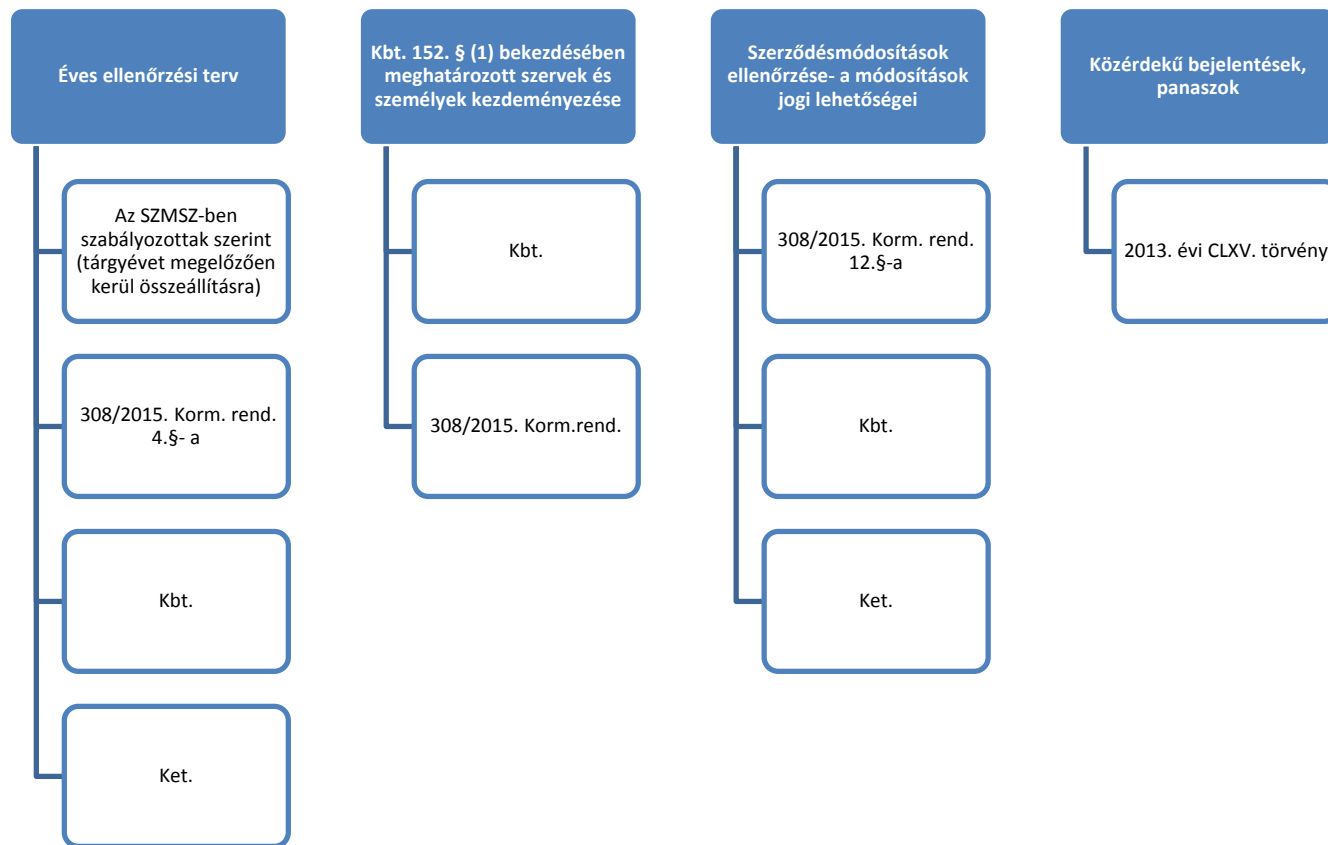 Éves ellenőrzési terv
Az SZMSZ-ben
szabályozottak szerint
(tárgyévet megelőzően
kerül összeállításra)
308/2015. Korm. rend.
4.§- a
Kbt.
Ket.
Kbt. 152. § (1) bekezdésében
meghatározott szervek és
személyek kezdeményezése
Kbt.
308/2015. Korm.rend.
Szerződésmódosítások
ellenőrzése- a módosítások
jogi lehetőségei
308/2015. Korm. rend.
12.§-a
Kbt.
Ket.
Közérdekű bejelentések,
panaszok
2013. évi CLXV. törvény